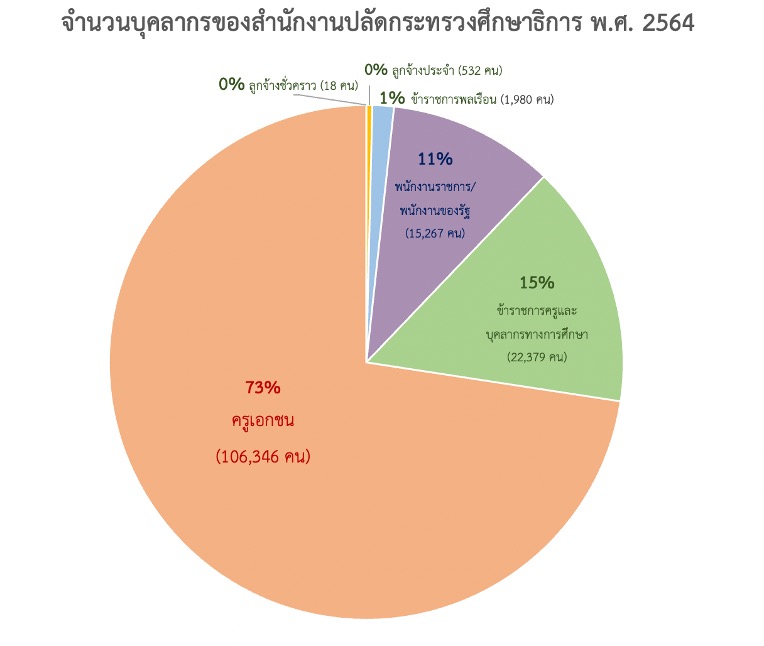 จำนวนบุคลากรของสำนักงานปลัดกระทรวงศึกษาธิการ พ.ศ. 2564
0% ลูกจ้างชั่วคราว (18 คน)
0% ลูกจ้างประจำ (532 คน)
1% ข้าราชการพลเรือน (1,980 คน)
11%
พนักงานราชการ/
พนักงานของรัฐ
(15,267 คน)
15%
ข้าราชการครูและ
บุคลากรทางการศึกษา
(22,379 คน)
73%
ครูเอกชน
(106,346 คน)